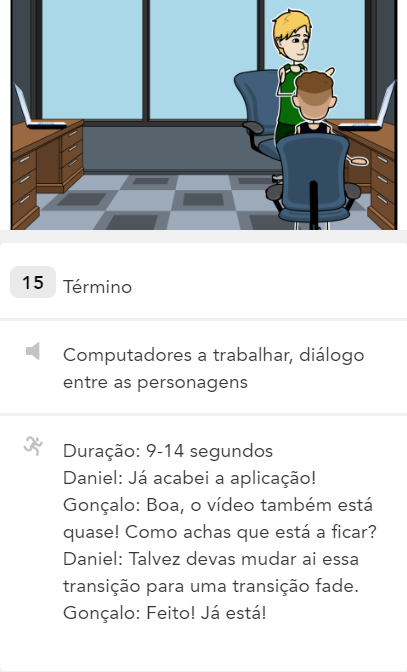 15 Término
Computadores a trabalhar, diálogo
entre as personagens
Duração: 9-14 segundos
Daniel: Já acabei a aplicação!
Gonçalo: Boa, o vídeo também está
quase! Como achas que está a ficar?
Daniel: Talvez devas mudar ai essa
transição para uma transição fade.
Gonçalo: Feito! Já está!